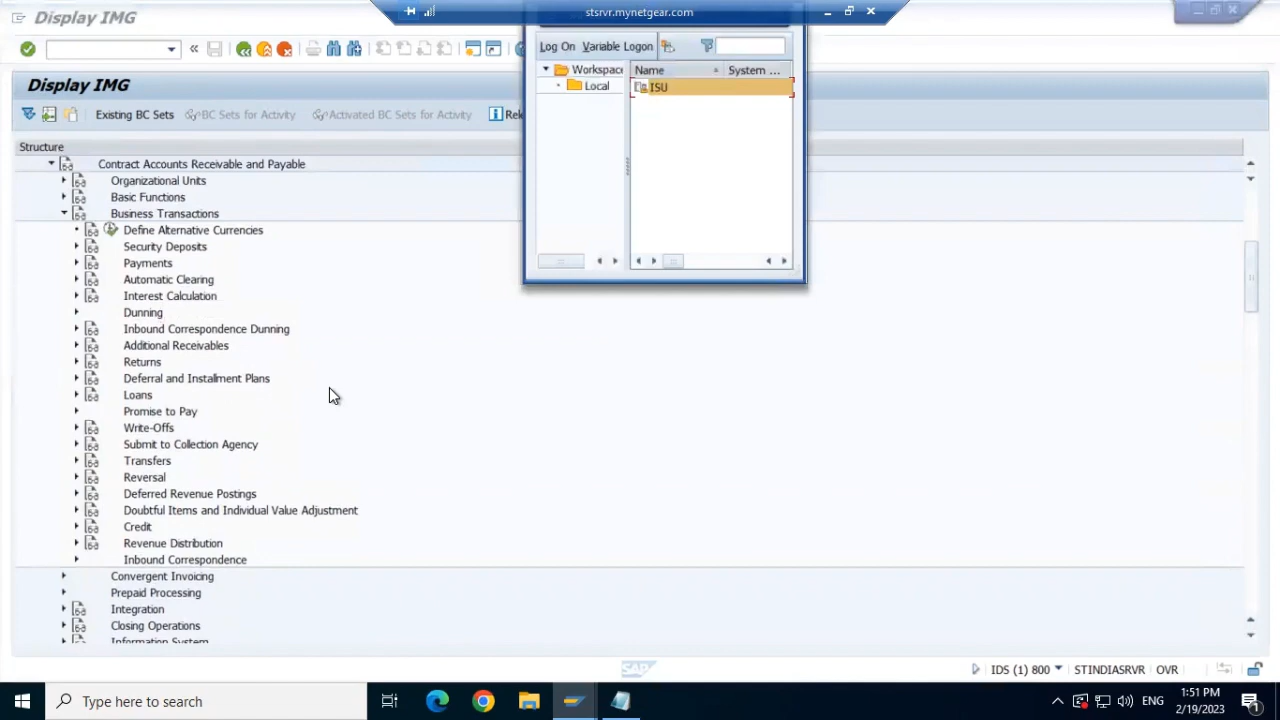 Display IMG
stsrvr.mynetgear.com
Log On Variable Logon
Workspace
Local
Name
System ...
ISU
Display IMG
Existing BC Sets
BC Sets for Activity
Activated BC Sets for Activity
Rel
Structure
Contract Accounts Receivable and Payable
Organizational Units
Basic Functions
Business Transactions
Define Alternative Currencies
Security Deposits
Payments
Automatic Clearing
Interest Calculation
Dunning
Inbound Correspondence Dunning
Additional Receivables
Returns
Deferral and Installment Plans
Loans
Promise to Pay
Write-Offs
Submit to Collection Agency
Transfers
Reversal
Deferred Revenue Postings
Doubtful Items and Individual Value Adjustment
Credit
Revenue Distribution
Inbound Correspondence
Convergent Invoicing
Prepaid Processing
Integration
Closing Operations
Information System
SAP
IDS (1) 800
STINDIASRVR
OVR
Type here to search
ENG
1:51 PM
2/19/2023
1